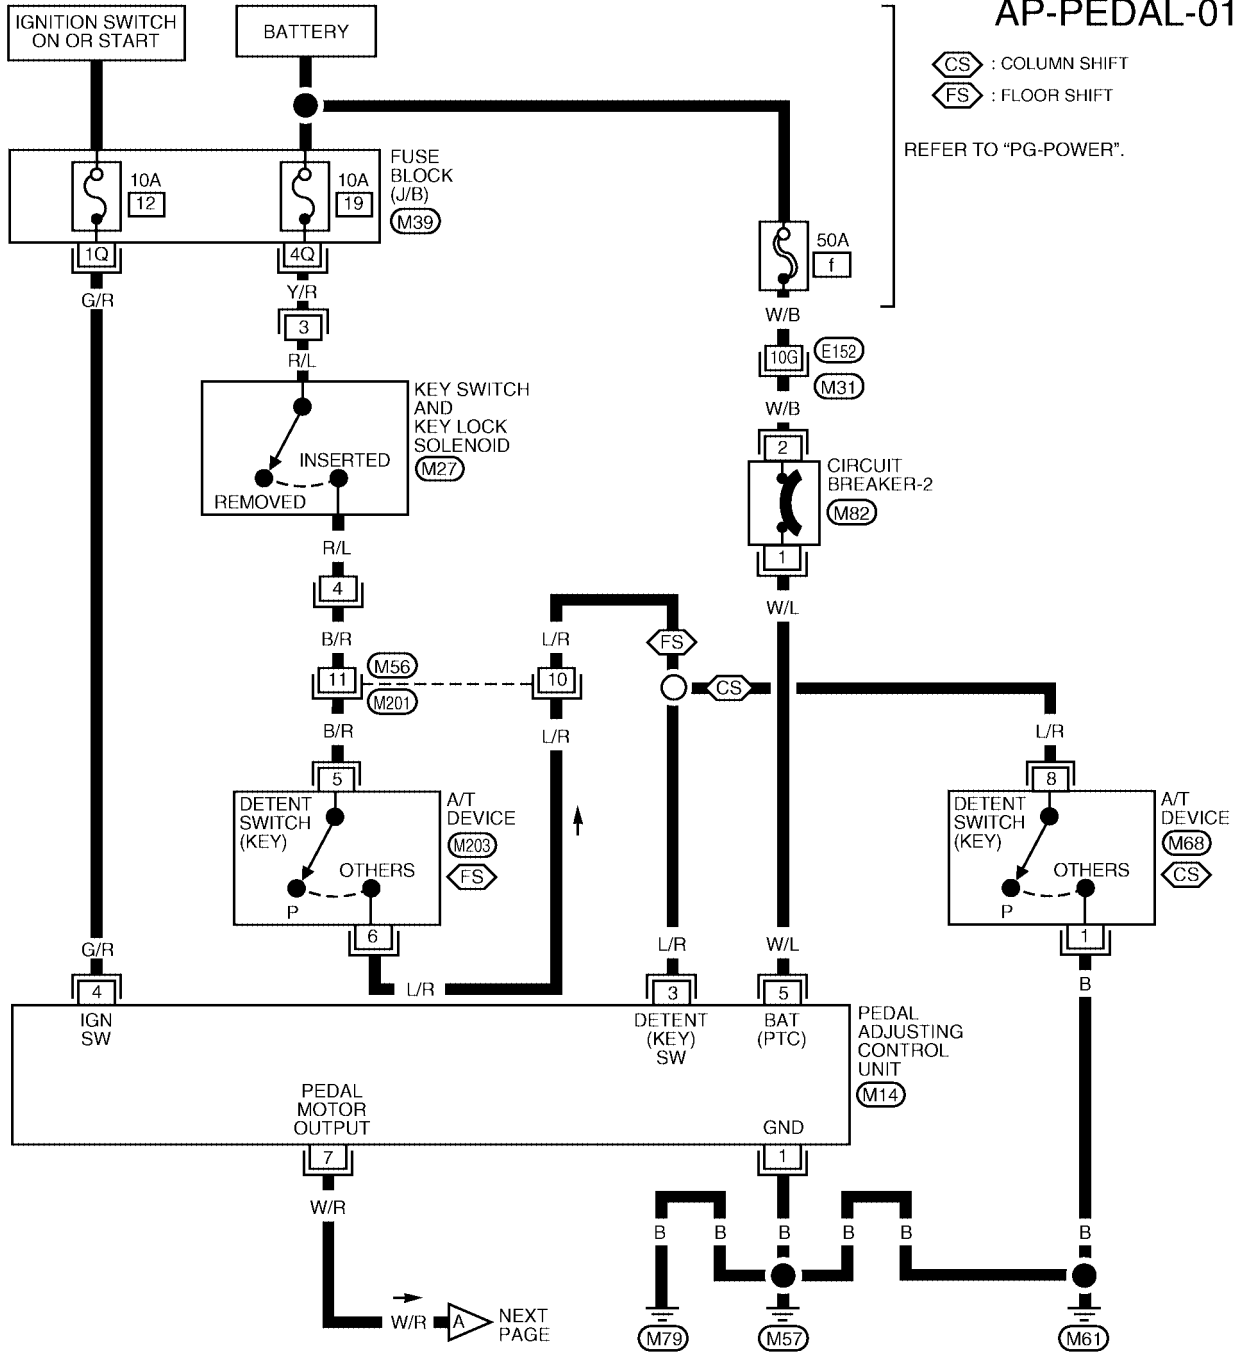 AP-PEDAL-01
IGNITION SWITCH
ON OR START
BATTERY
CS : COLUMN SHIFT
FS : FLOOR SHIFT
REFER TO “PG-POWER”.
10A
12
10A
19
FUSE
BLOCK
(J/B)
M39
50A
f
1Q
4Q
G/R
Y/R
3
R/L
W/B
10G
E152
M31
W/B
KEY SWITCH
AND
KEY LOCK
SOLENOID
M27
INSERTED
REMOVED
2
CIRCUIT
BREAKER-2
M82
1
R/L
4
B/R
W/L
L/R
FS
11
M56
M201
10
CS
B/R
L/R
L/R
5
8
DETENT
SWITCH
(KEY)
OTHERS
P
A/T
DEVICE
M203
FS
DETENT
SWITCH
(KEY)
OTHERS
P
A/T
DEVICE
M68
CS
6
1
G/R
L/R
L/R
W/L
B
4
3
5
IGN
SW
DETENT
(KEY)
SW
BAT
(PTC)
PEDAL
ADJUSTING
CONTROL
UNIT
M14
PEDAL
MOTOR
OUTPUT
GND
7
1
W/R
B
B
B
B
B
B
W/R
A
NEXT
PAGE
M79
M57
M61